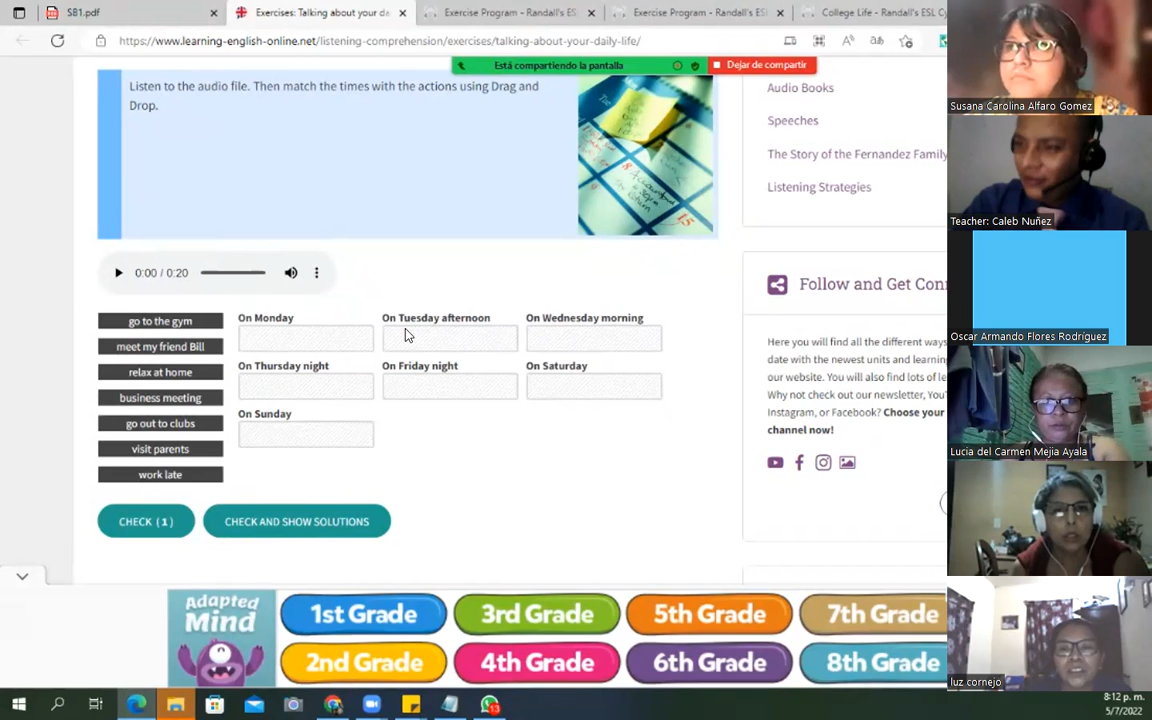 SB1.pdf
Exercises: Talking about your da
Exercise Program - Randall's ESL
Exercise Program - Randall's ESL
College Life - Randall's ESL Cy
https://www.learning-english-online.net/listening-comprehension/exercises/talking-about-your-daily-life/
Está compartiendo la pantalla
Dejar de compartir
Listen to the audio file. Then match the times with the actions using Drag and
Drop.
0:00 / 0:20
go to the gym
meet my friend Bill
relax at home
business meeting
go out to clubs
visit parents
work late
On Monday
On Tuesday afternoon
On Wednesday morning
On Thursday night
On Friday night
On Saturday
On Sunday
CHECK ( 1 )
CHECK AND SHOW SOLUTIONS
Audio Books
Speeches
The Story of the Fernandez Family
Listening Strategies
Follow and Get Con
Here you will find all the different ways
date with the newest units and learning
our website. You will also find lots of le
Why not check out our newsletter, You
Instagram, or Facebook? Choose your
channel now!
Adapted
Mind
1st Grade
3rd Grade
5th Grade
7th Grade
2nd Grade
4th Grade
6th Grade
8th Grade
Susana Carolina Alfaro Gomez
Teacher: Caleb Nuñez
Oscar Armando Flores Rodríguez
Lucia del Carmen Mejia Ayala
luz cornejo
8:12 p. m.
5/7/2022